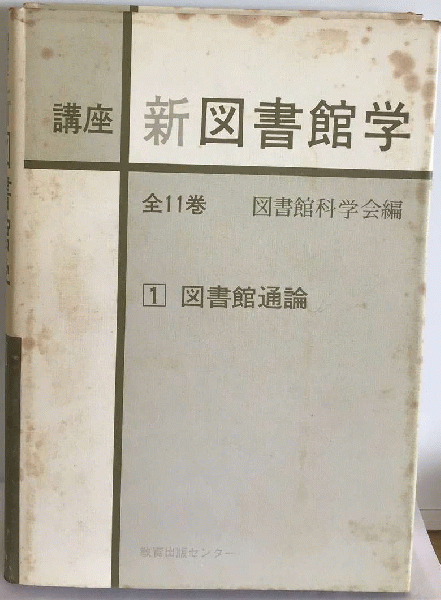 講座 新図書館学
全11巻 図書館科学会編
1 図書館通論
教育出版センター